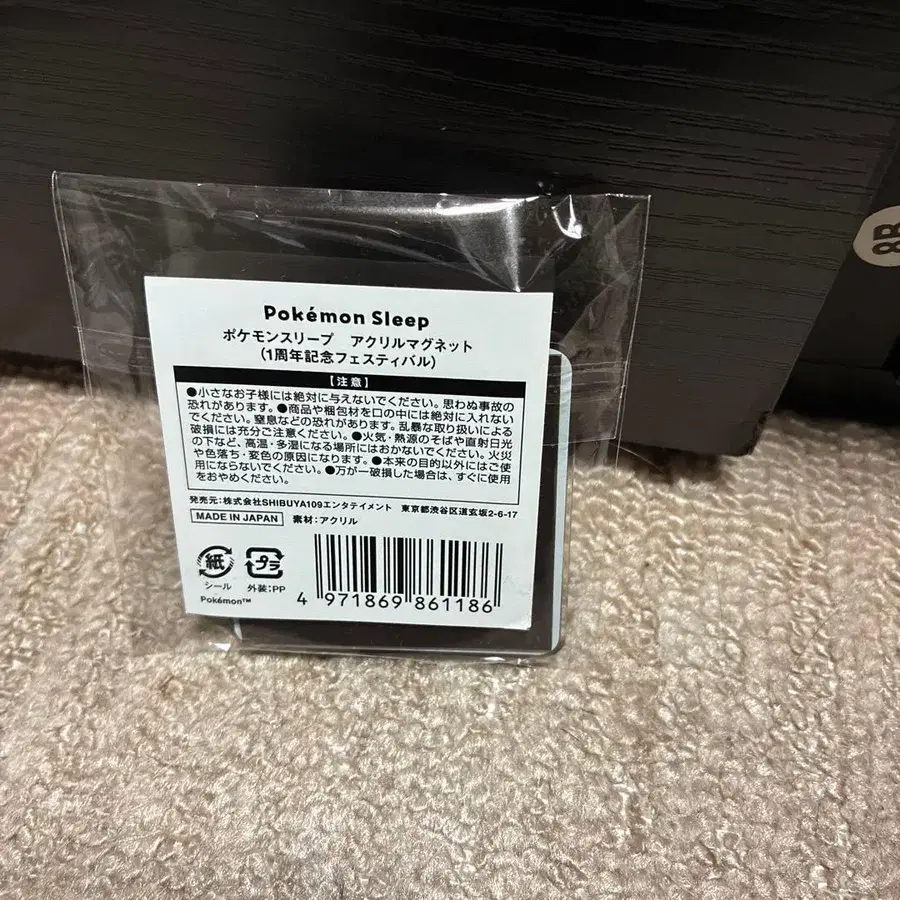 Pokémon Sleep
ポケモンスリープ　アクリルマグネット
(1周年記念フェスティバル)
【注意】
●小さなお子様には絶対に与えないでください。思わぬ事故の
恐れがあります。●商品や梱包材を口の中には絶対に入れない
でください。窒息などの恐れがあります。乱暴な取り扱いによる
破損には充分ご注意ください。●火気・熱源のそばや直射日光
の下など、高温・多湿になる場所にはおかないでください。火災
や色落ち・変色の原因になります。●本来の目的以外にはご使
用にならないでください。●万が一破損した場合は、すぐに使用
をおやめください。
発売元：株式会社SHIBUYA109エンタテイメント　東京都渋谷区道玄坂2-6-17
MADE IN JAPAN　素材：アクリル
紙　プラ
シール　外装：PP
Pokémon™
4 971869 861186
8B